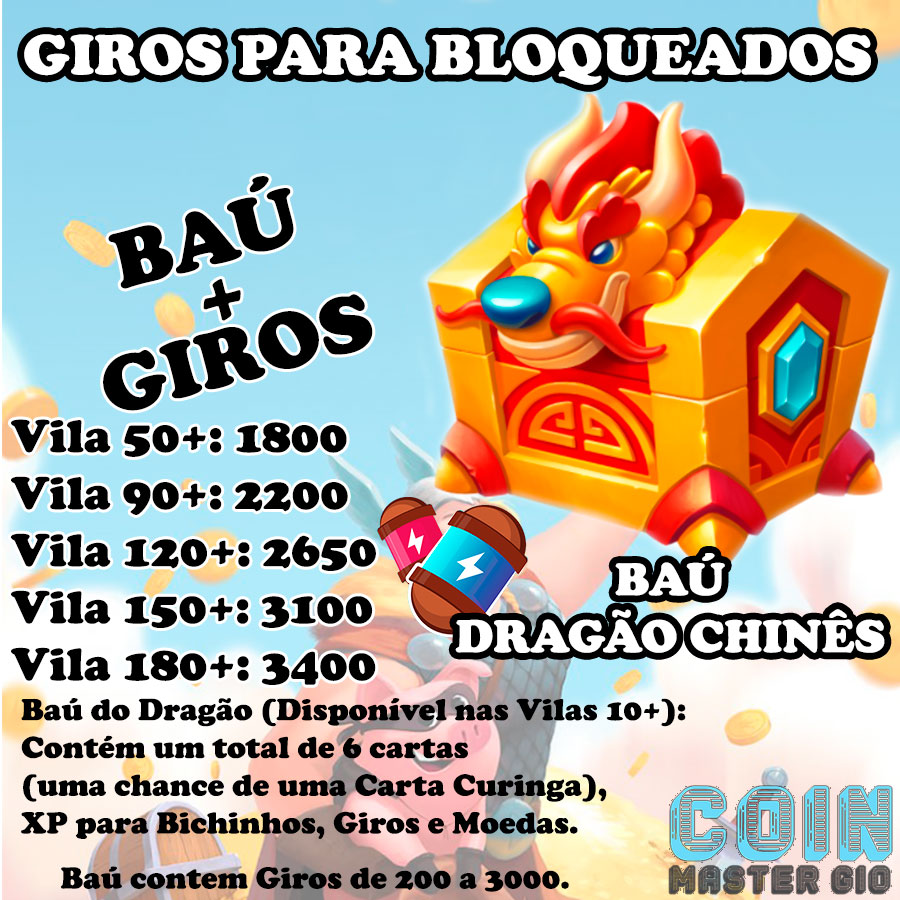 GIROS PARA BLOQUEADOS
BAÚ
+
GIROS
Vila 50+: 1800
Vila 90+: 2200
Vila 120+: 2650
Vila 150+: 3100
Vila 180+: 3400
BAÚ
DRAGÃO CHINÊS
Baú do Dragão (Disponível nas Vilas 10+):
Contém um total de 6 cartas
(uma chance de uma Carta Curinga),
XP para Bichinhos, Giros e Moedas.
Baú contem Giros de 200 a 3000.
COIN
MASTER GIO